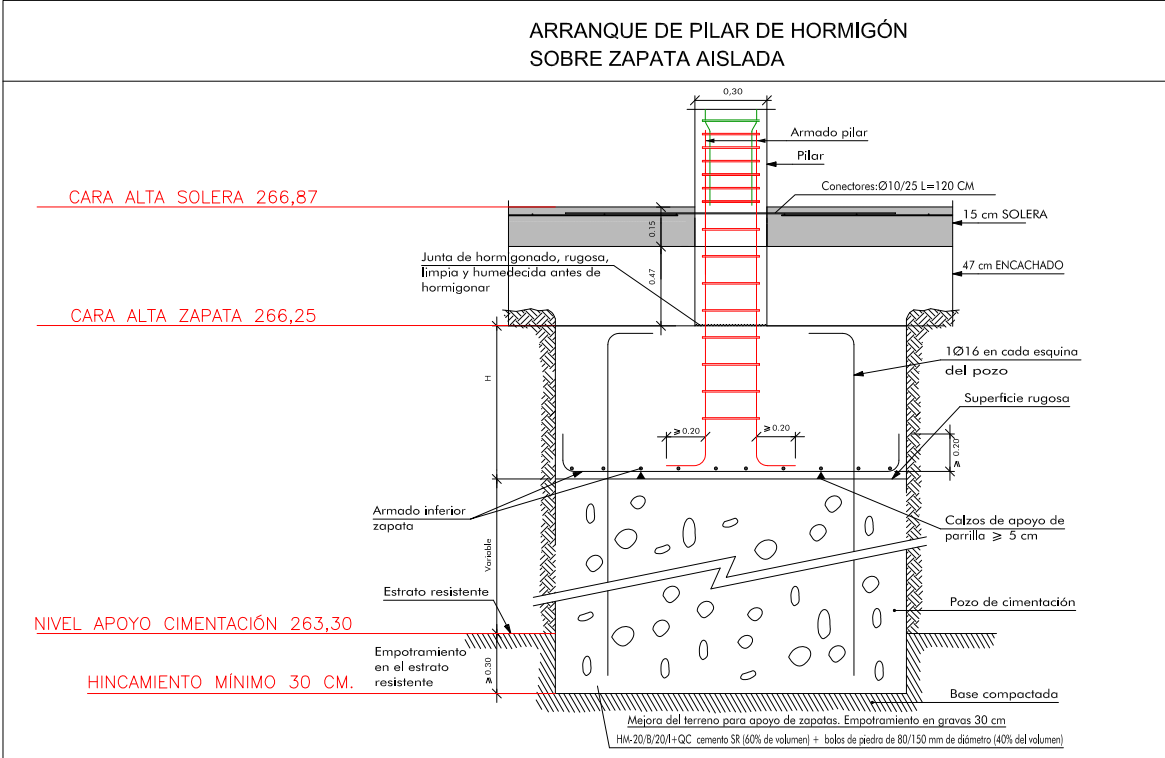 ARRANQUE DE PILAR DE HORMIGÓN
SOBRE ZAPATA AISLADA
0,30
Armado pilar
Pilar
Conectores:Ø10/25 L=120 CM
CARA ALTA SOLERA 266,87
15 cm SOLERA
0.15
Junta de hormigonado, rugosa,
limpia y humedecida antes de
hormigonar
0.47
47 cm ENCACHADO
CARA ALTA ZAPATA 266,25
1Ø16 en cada esquina
del pozo
H
Superficie rugosa
≥ 0.20
≥ 0.20
≥ 0.20
Armado inferior
zapata
Calzos de apoyo de
parrilla ≥ 5 cm
Variable
Estrato resistente
Pozo de cimentación
NIVEL APOYO CIMENTACIÓN 263,30
Empotramiento
en el estrato
resistente
≥ 0.30
HINCAMIENTO MÍNIMO 30 CM.
Base compactada
Mejora del terreno para apoyo de zapatas. Empotramiento en gravas 30 cm
HM-20/B/20/I+QC cemento SR (60% de volumen) + bolos de piedra de 80/150 mm de diámetro (40% del volumen)